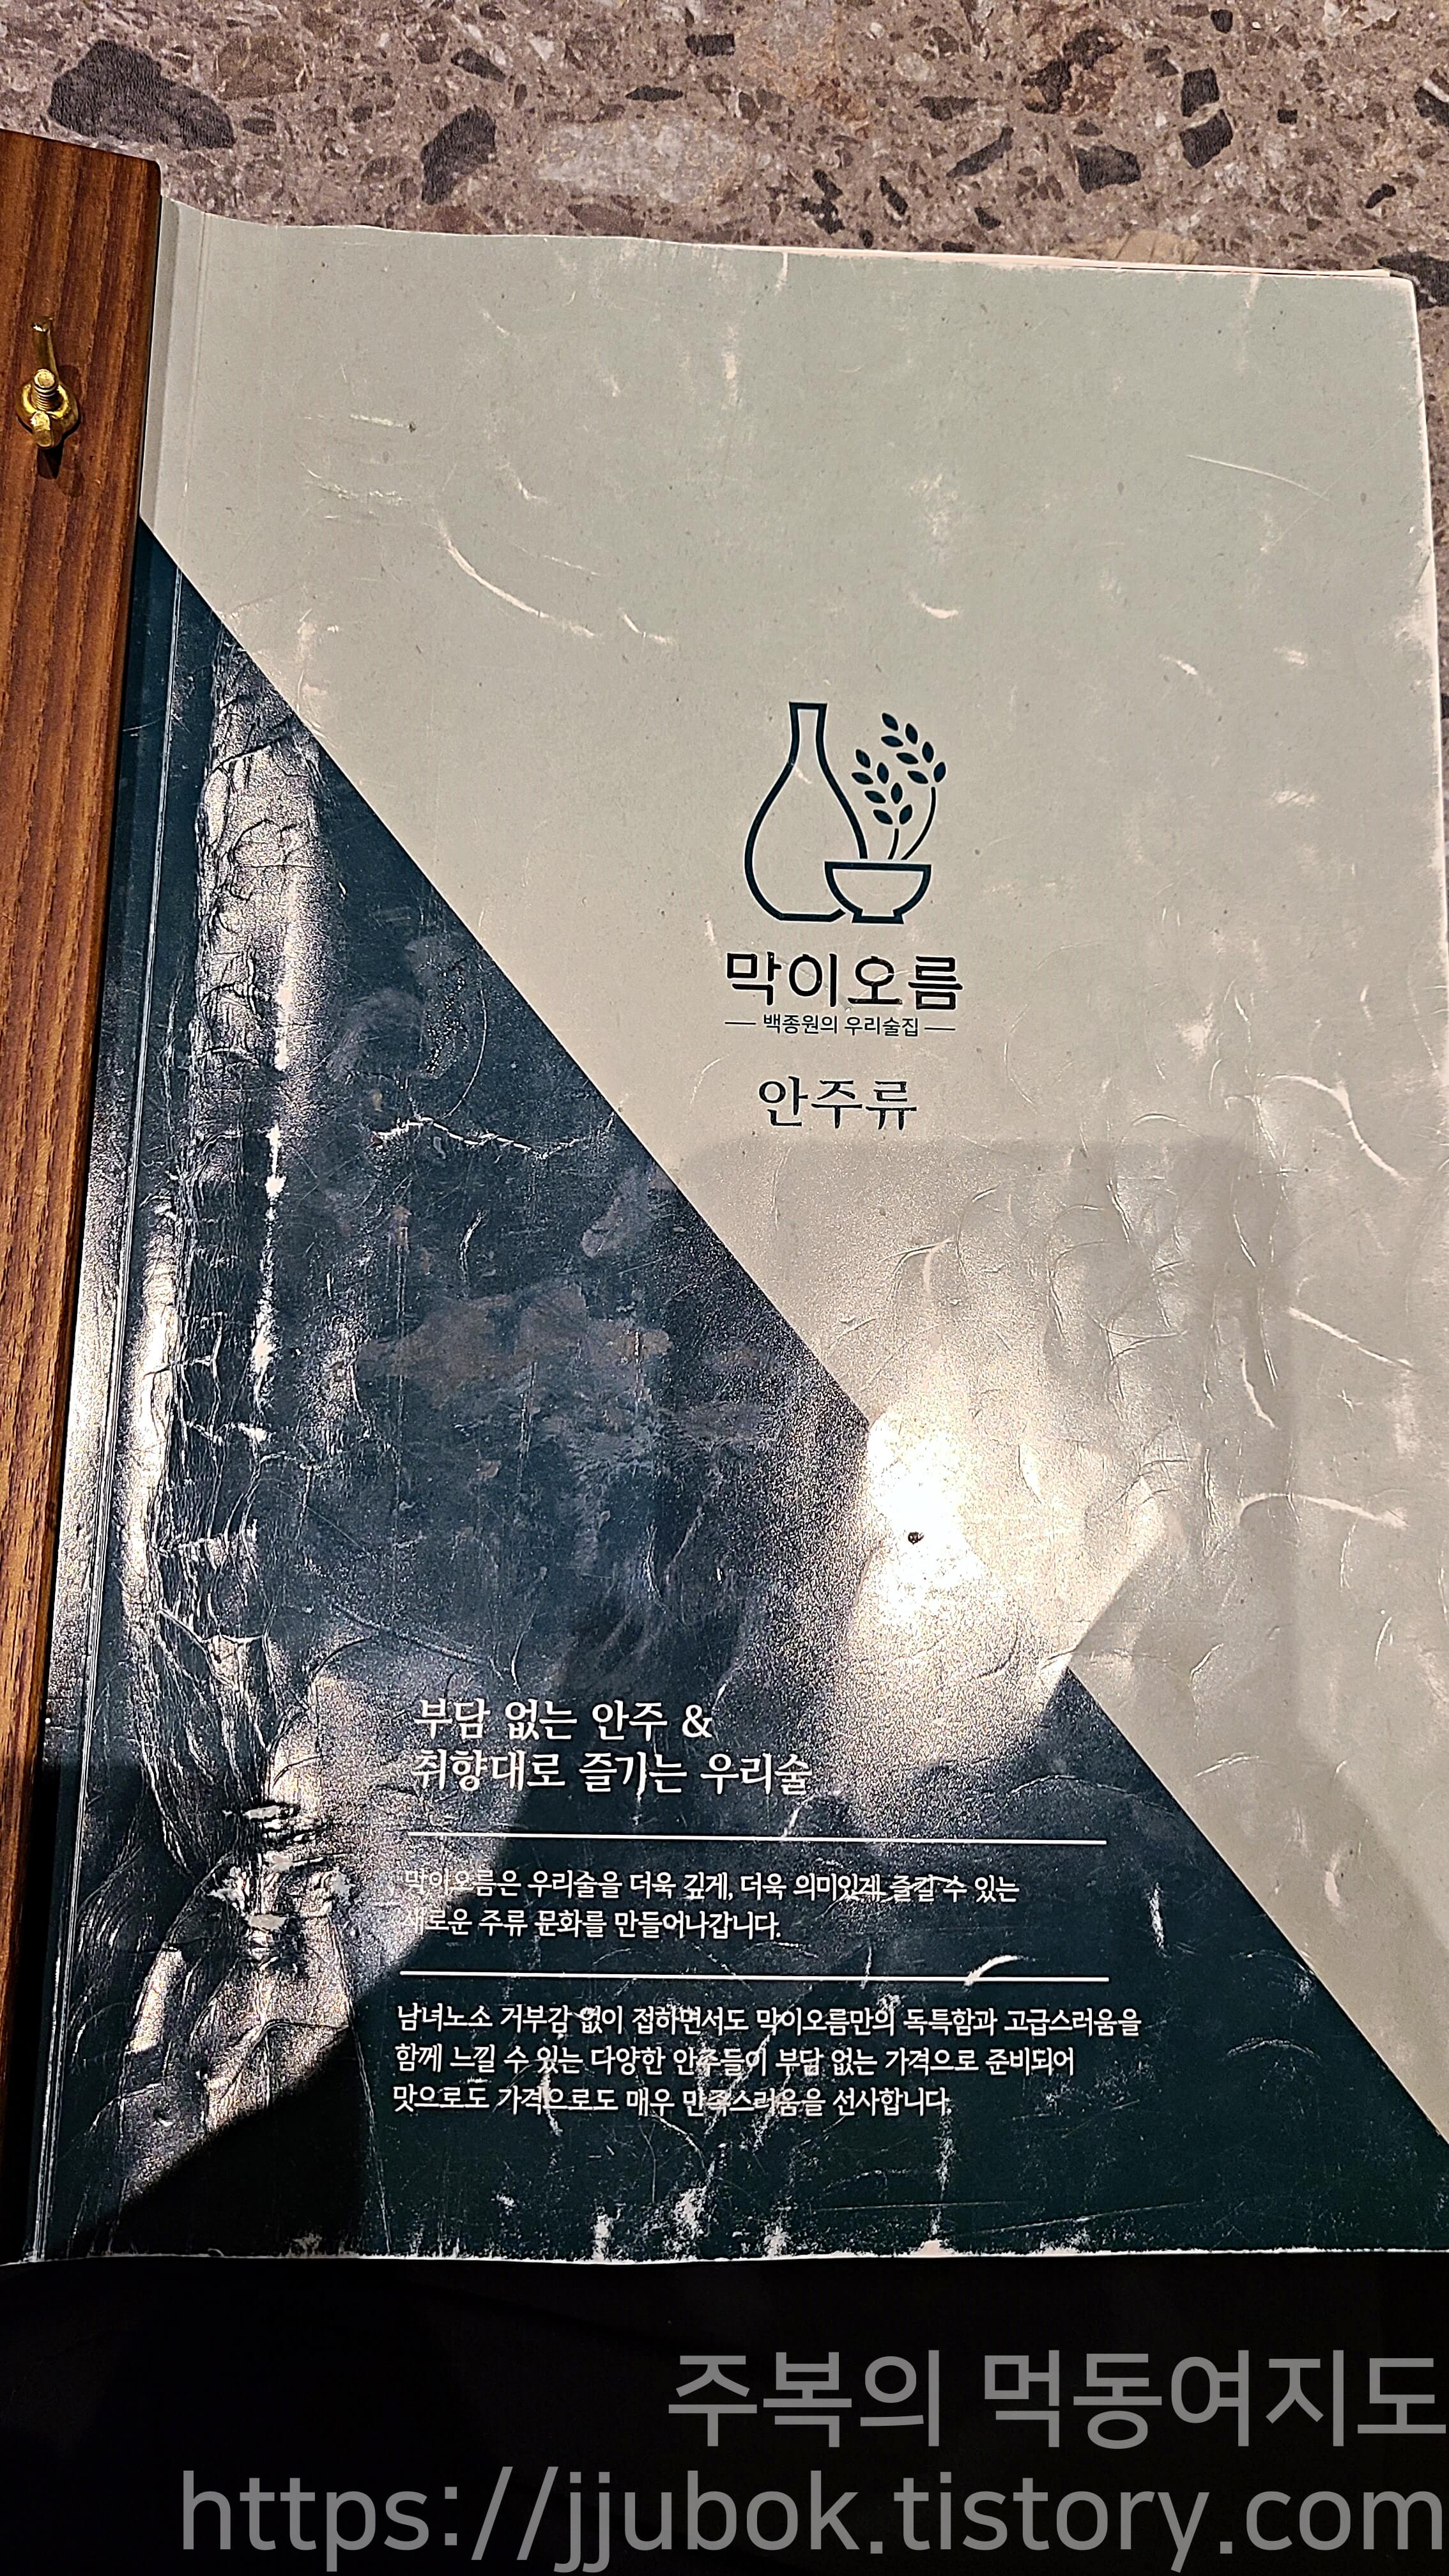 막이오름
백종원의 우리술집
안주류
부담 없는 안주 &
취향대로 즐기는 우리술
막이오름은 우리술을 더욱 깊게, 더욱 의미있게 즐길 수 있는
새로운 주류 문화를 만들어나갑니다.
남녀노소 거부감 없이 접하면서도 막이오름만의 독특함과 고급스러움을
함께 느낄 수 있는 다양한 안주들이 부담 없는 가격으로 준비되어
맛으로도 가격으로도 매우 만족스러움을 선사합니다
주복의 먹동여지도
https://jjubok.tistory.com